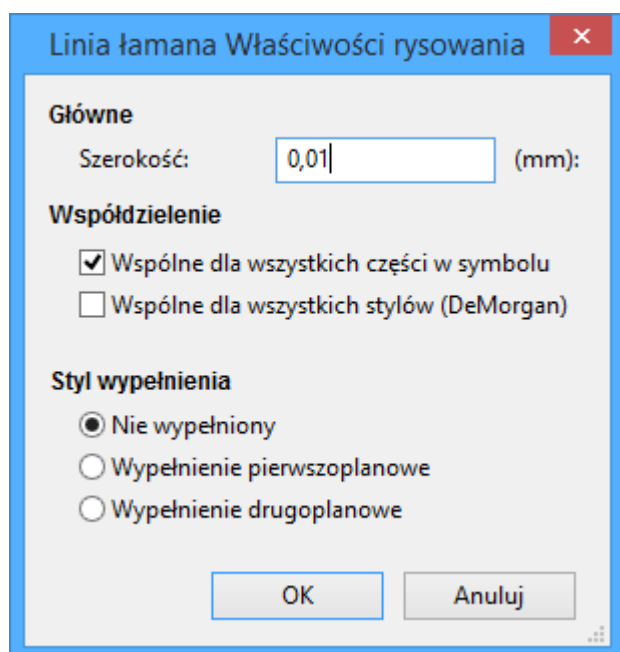 Linia łamana Właściwości rysowania
Główne
Szerokość: 0,01 (mm):
Współdzielenie
Wspólne dla wszystkich części w symbolu
Wspólne dla wszystkich stylów (DeMorgan)
Styl wypełnienia
Nie wypełniony
Wypełnienie pierwszoplanowe
Wypełnienie drugoplanowe
OK Anuluj